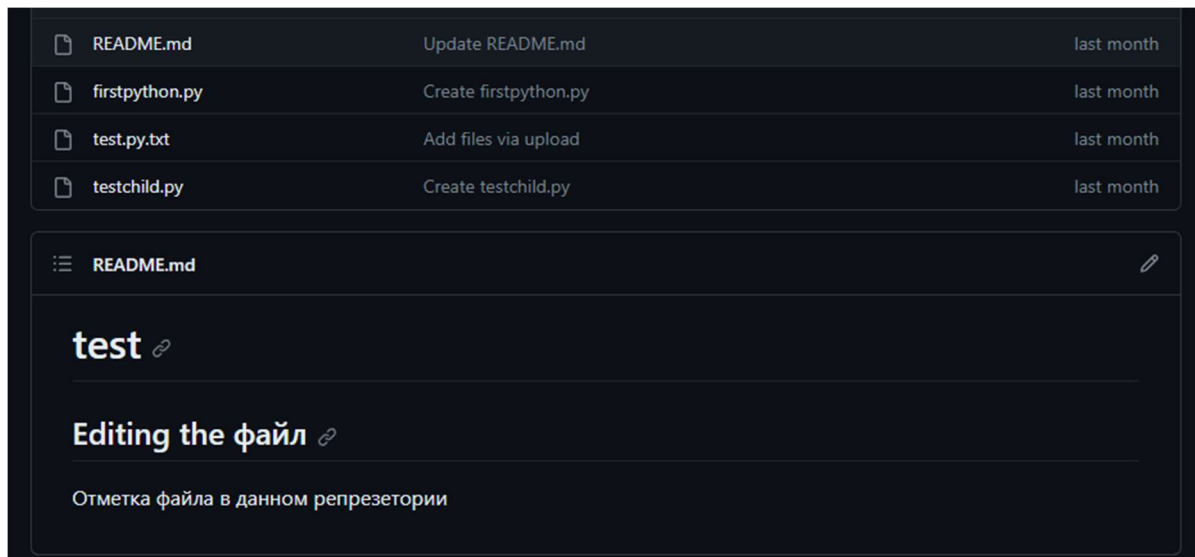 README.md Update README.md last month
firstpython.py Create firstpython.py last month
test.py.txt Add files via upload last month
testchild.py Create testchild.py last month
README.md
test
Editing the файл
Отметка файла в данном репрезетории